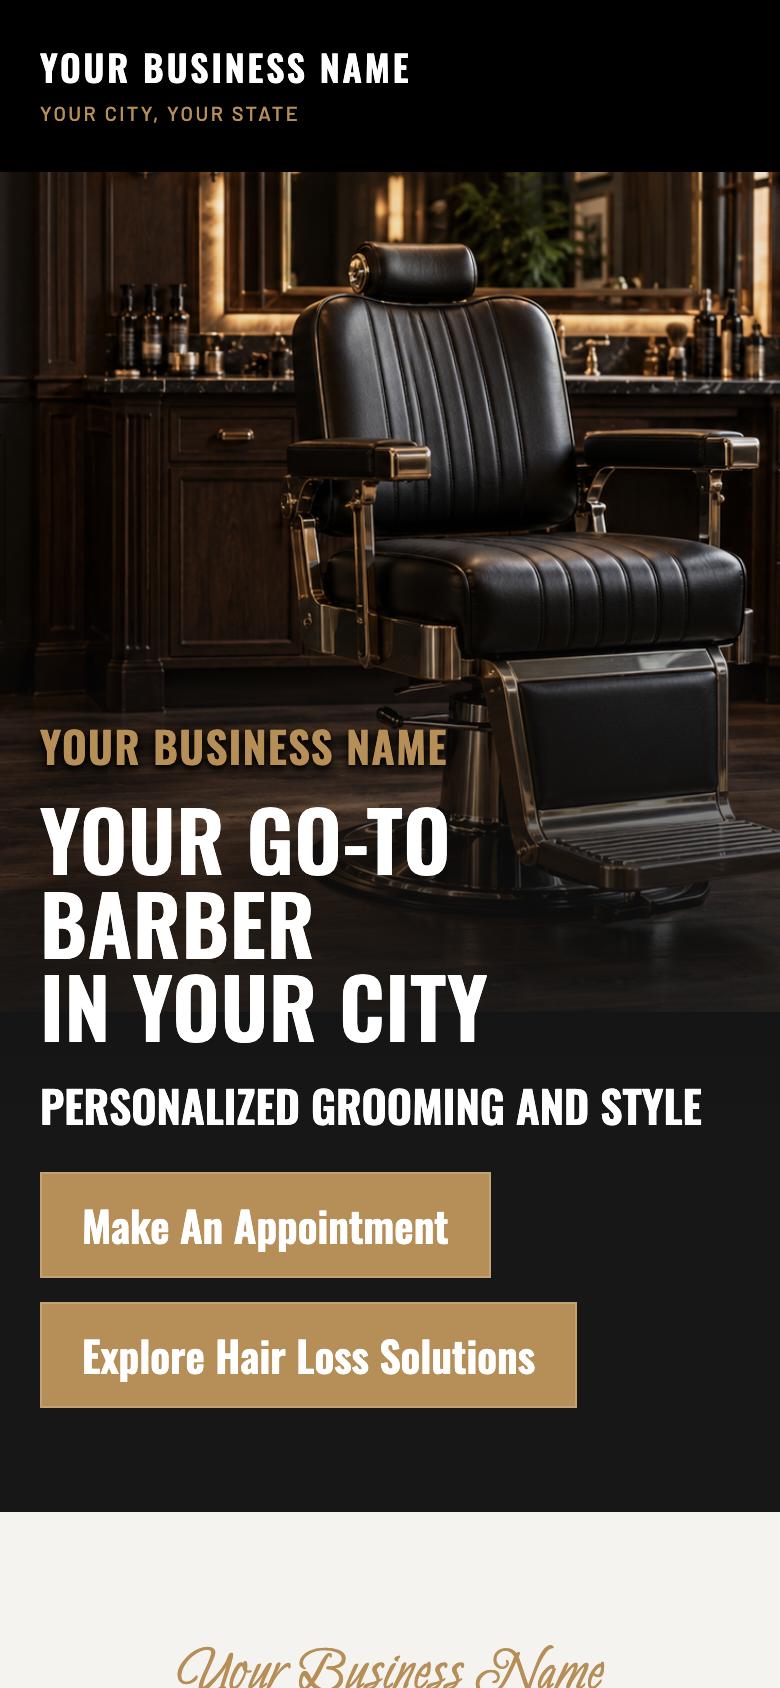 YOUR BUSINESS NAME
YOUR CITY, YOUR STATE
YOUR BUSINESS NAME
YOUR GO-TO
BARBER
IN YOUR CITY
PERSONALIZED GROOMING AND STYLE
Make An Appointment
Explore Hair Loss Solutions
Your Business Name